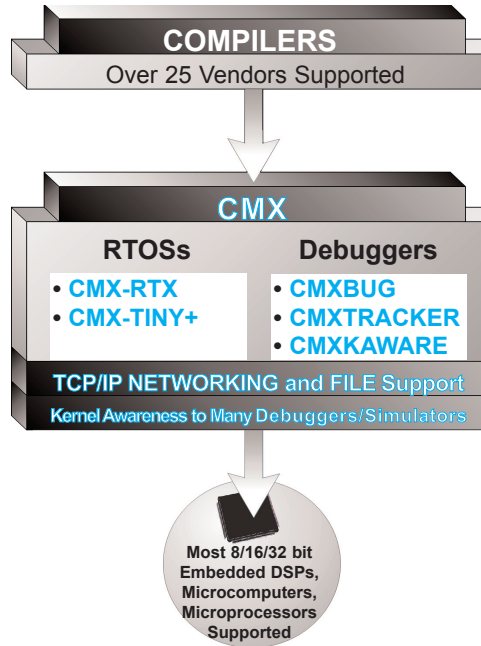 COMPILERS
Over 25 Vendors Supported
CMX
RTOSs
• CMX-RTX
• CMX-TINY+
Debuggers
• CMXBUG
• CMXTRACKER
• CMXKAWARE
TCP/IP NETWORKING and FILE Support
Kernel Awareness to Many Debuggers/Simulators
Most 8/16/32 bit
Embedded DSPs,
Microcomputers,
Microprocessors
Supported